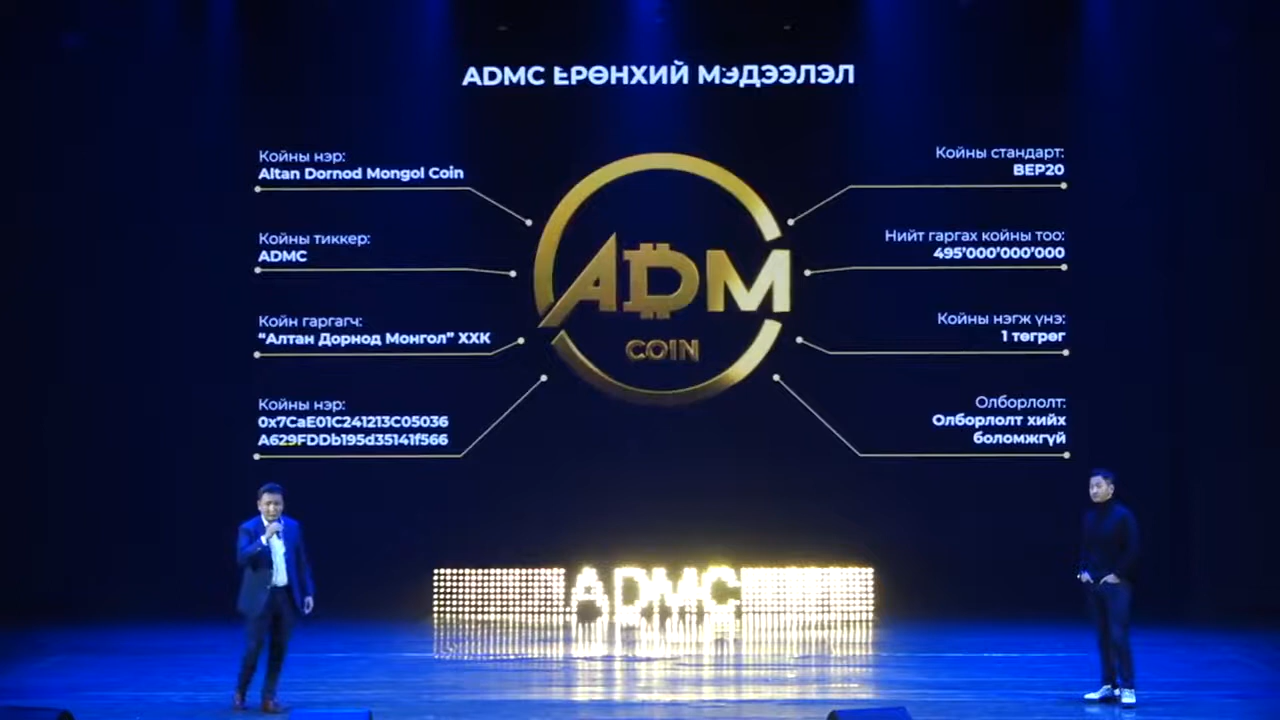 ADMC ЕРӨНХИЙ МЭДЭЭЛЭЛ
Койны нэр:
Altan Dornod Mongol Coin
Койны тиккер:
ADMC
Койн гаргагч:
“Алтан Дорнод Монгол” ХХК
Койны нэр:
0x7CaE01C241213C05036
A629FDDb195d35141f566
ADM
COIN
Койны стандарт:
BEP20
Нийт гаргах койны тоо:
495’000’000’000
Койны нэгж үнэ:
1 төгрөг
Олборлолт:
Олборлолт хийх
боломжгүй
ADMC